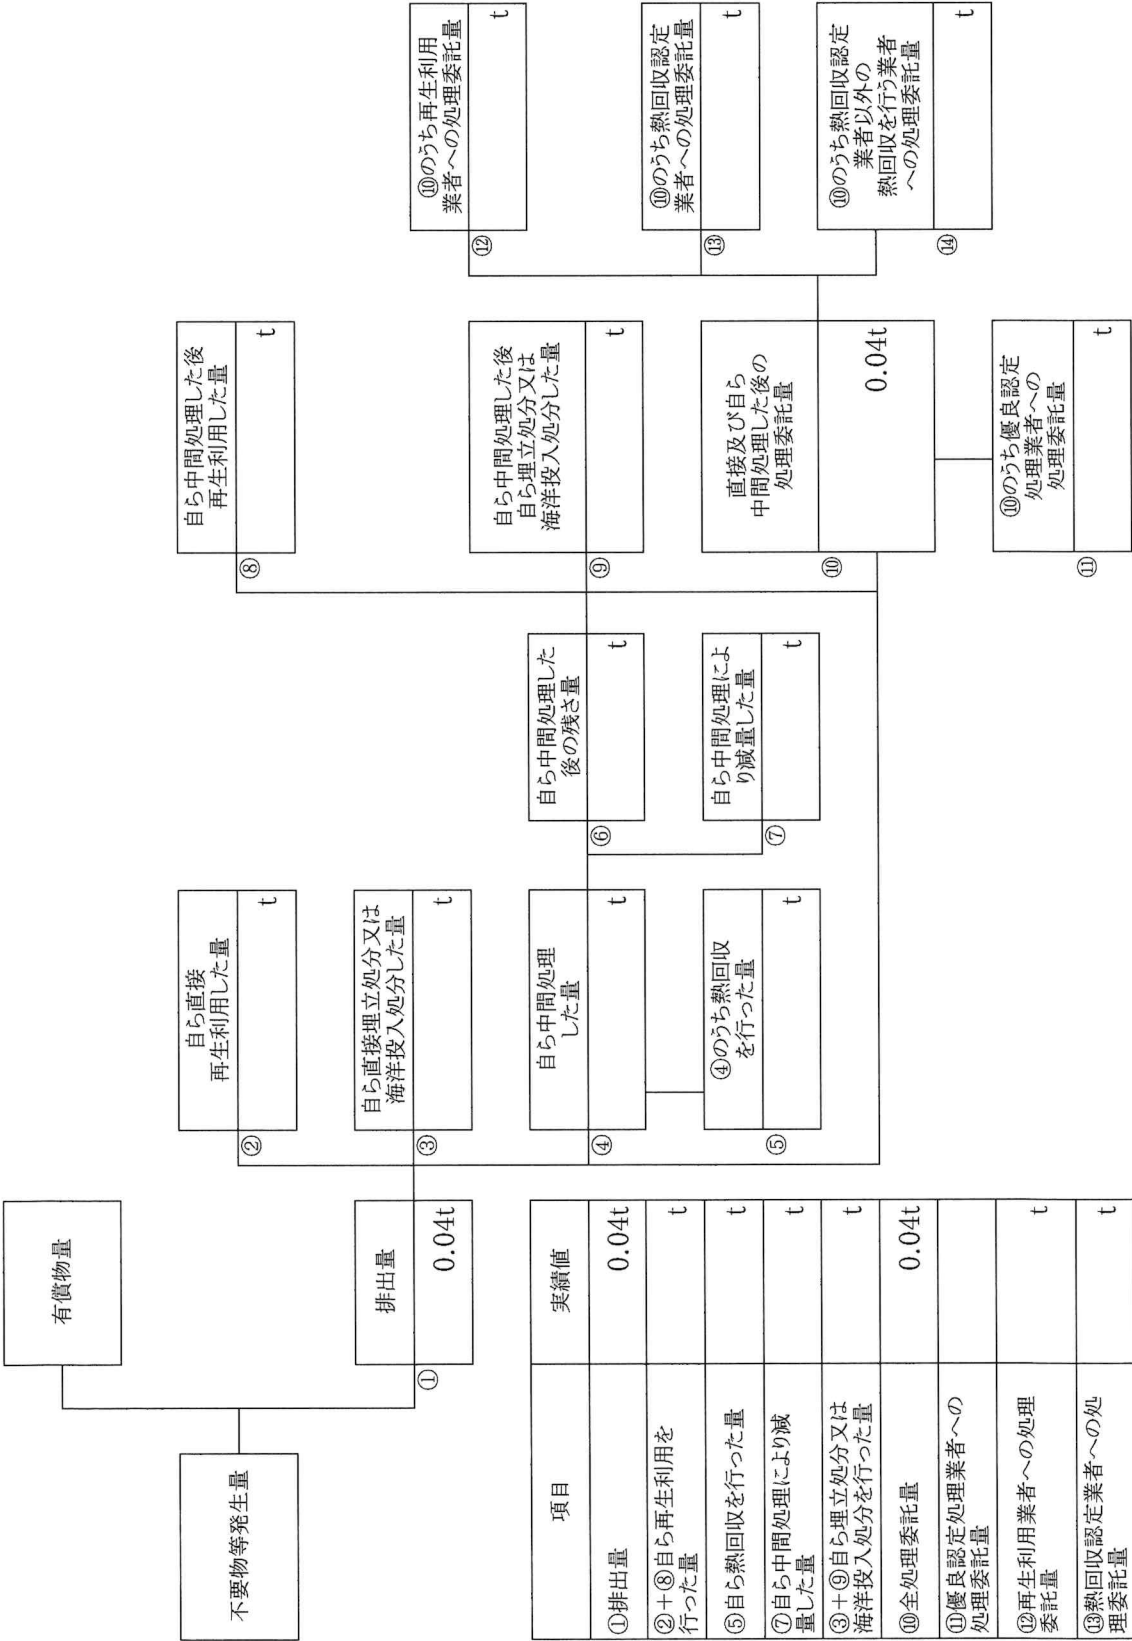 不要物等発生量
有償物量
排出量
①
0.04t
自ら直接
再生利用した量
②
t
自ら直接埋立処分又は
海洋投入処分した量
③
t
自ら中間処理
した量
④
t
④のうち熱回収
を行った量
⑤
t
自ら中間処理した
後の残さ量
⑥
t
自ら中間処理によ
り減量した量
⑦
t
自ら中間処理した後
再生利用した量
⑧
t
自ら中間処理した後
自ら埋立処分又は
海洋投入処分した量
⑨
t
直接及び自ら
中間処理した後の
処理委託量
⑩
0.04t
⑩のうち優良認定
処理業者への
処理委託量
⑪
t
⑩のうち再生利用
業者への処理委託量
⑫
t
⑩のうち熱回収認定
業者への処理委託量
⑬
t
⑩のうち熱回収認定
業者以外の
熱回収を行う業者
への処理委託量
⑭
t
項目 実績値
①排出量 0.04t
②+⑧自ら再生利用を
行った量 t
⑤自ら熱回収を行った量 t
⑦自ら中間処理により減
量した量 t
③+⑨自ら埋立処分又は
海洋投入処分を行った量 t
⑩全処理委託量 0.04t
⑪優良認定処理業者への
処理委託量
⑫再生利用業者への処理
委託量 t
⑬熱回収認定業者への処
理委託量 t